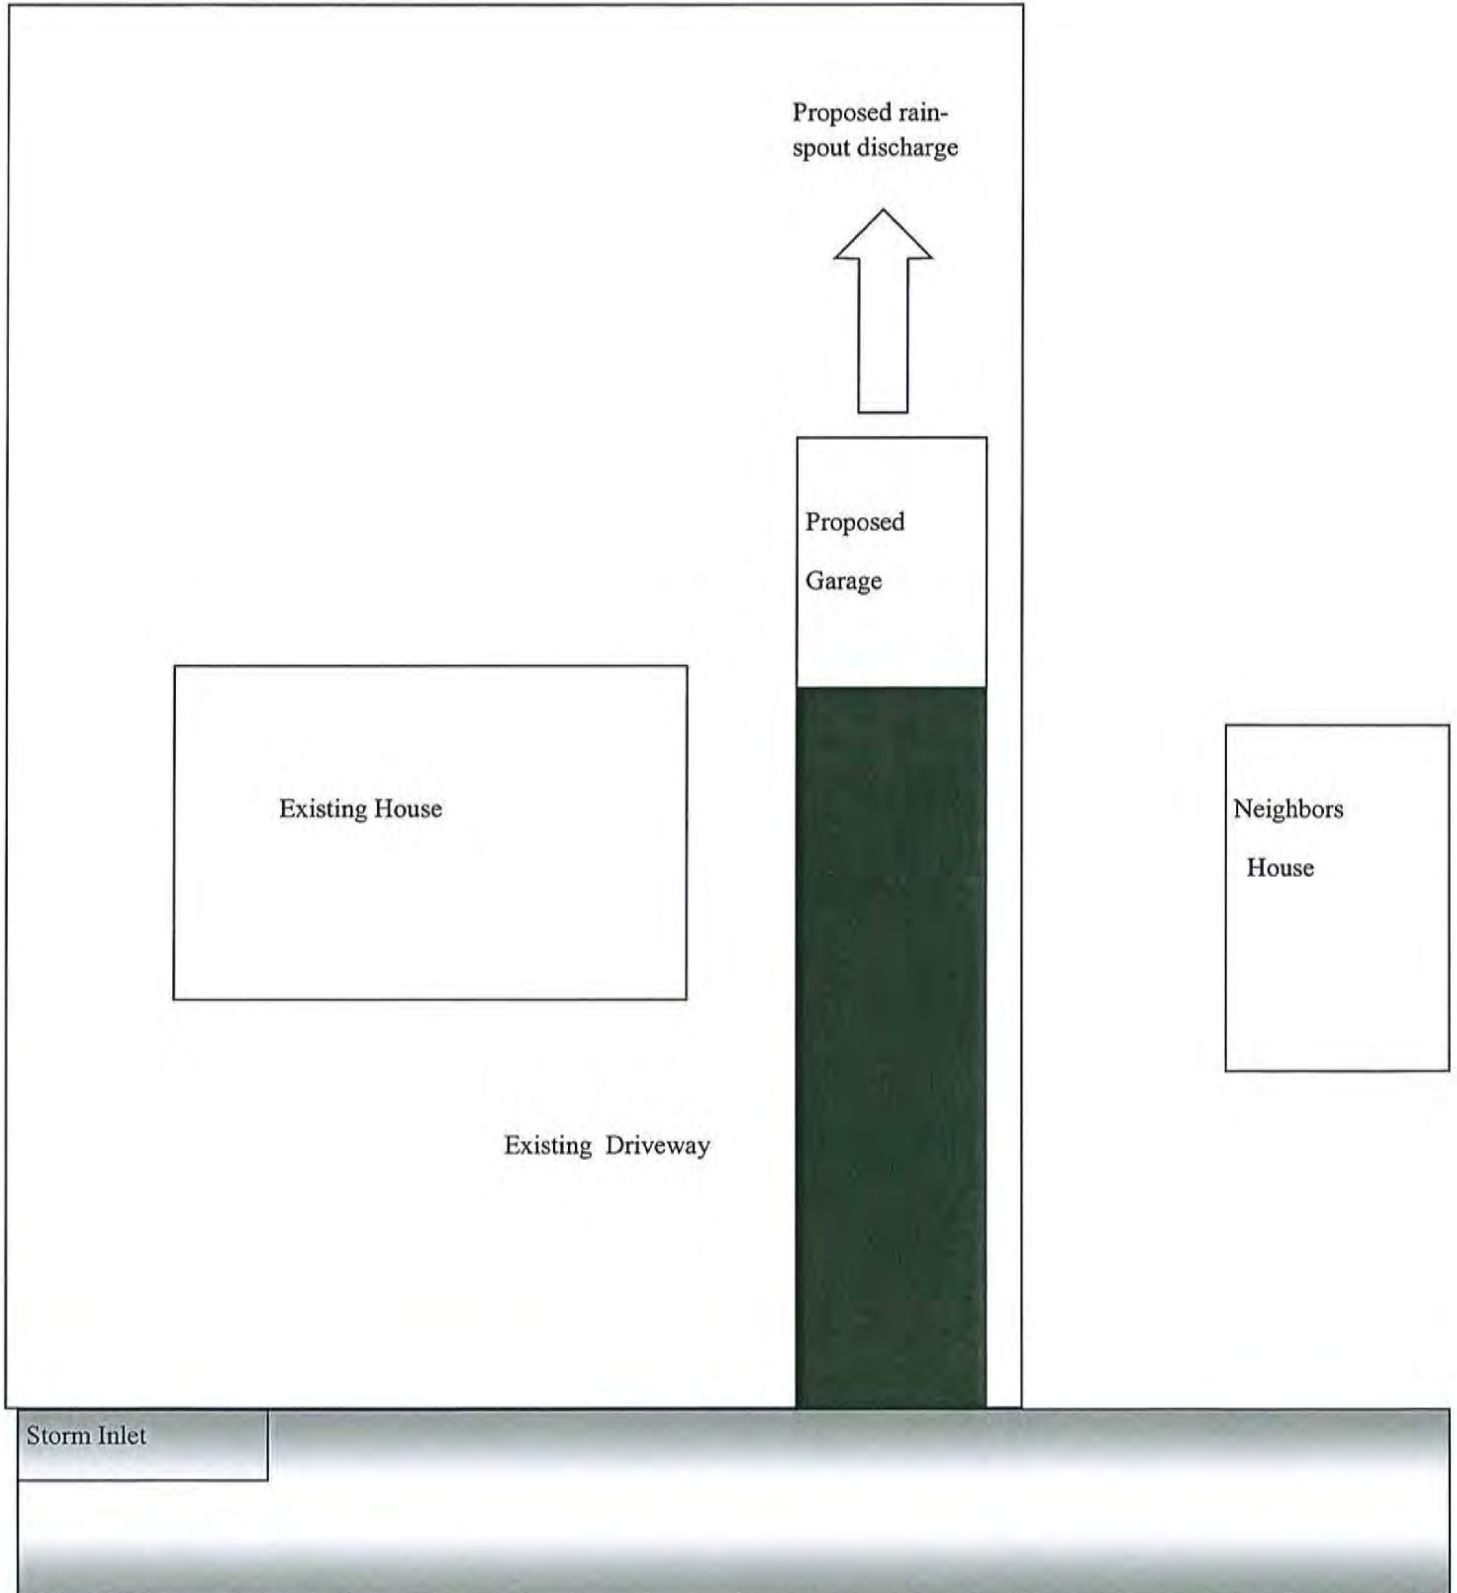 Proposed rain-
spout discharge
Proposed
Garage
Existing House
Neighbors
House
Existing Driveway
Storm Inlet